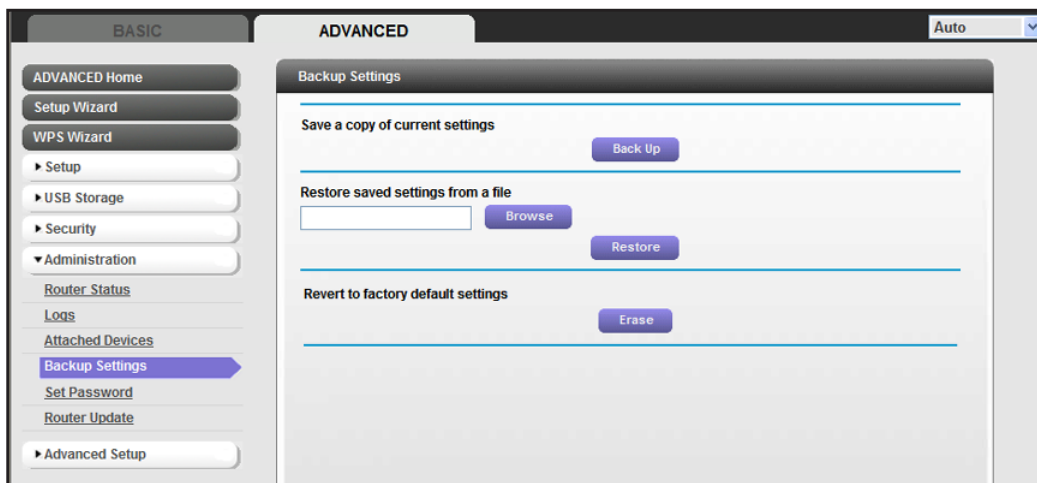 BASIC
ADVANCED
Auto
ADVANCED Home
Setup Wizard
WPS Wizard
Setup
USB Storage
Security
Administration
Router Status
Logs
Attached Devices
Backup Settings
Set Password
Router Update
Advanced Setup
Backup Settings
Save a copy of current settings
Back Up
Restore saved settings from a file
Browse
Restore
Revert to factory default settings
Erase